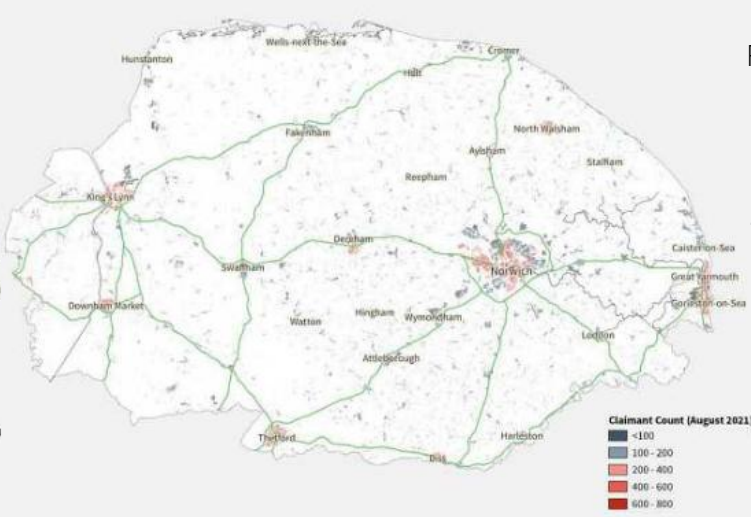 Wells-next-the-Sea
Cromer
Hunstanton
Holt
Fakenham
North Walsham
Aylsham
Stalham
Reepham
King's Lynn
Dereham
Caister-on-Sea
Swaffham
Norwich
Great Yarmouth
Downham Market
Gorleston-on-Sea
Hingham
Wymondham
Watton
Loddon
Attleborough
Claimant Count (August 2021)
<100
Thetford
Harleston
100 - 200
Diss
200 - 400
400 - 600
600 - 800